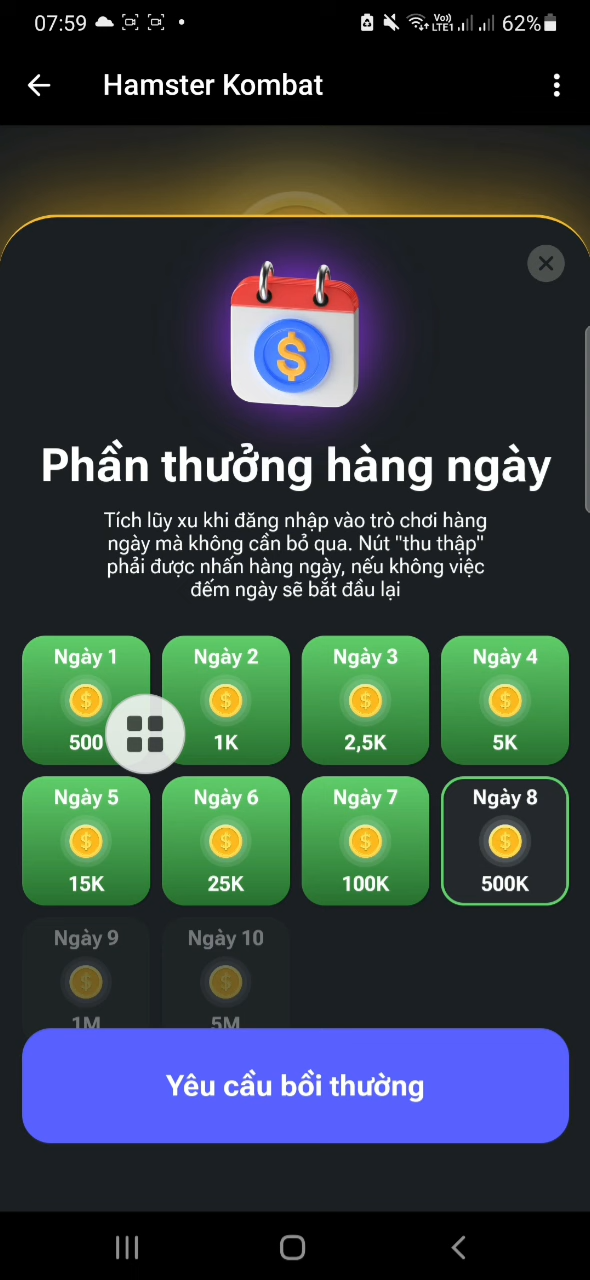 07:59 Vo)) LTE1 62%
Hamster Kombat
Phần thưởng hàng ngày
Tích lũy xu khi đăng nhập vào trò chơi hàng
ngày mà không cần bỏ qua. Nút "thu thập"
phải được nhấn hàng ngày, nếu không việc
đếm ngày sẽ bắt đầu lại
Ngày 1 Ngày 2 Ngày 3 Ngày 4
500 1K 2,5K 5K
Ngày 5 Ngày 6 Ngày 7 Ngày 8
15K 25K 100K 500K
Ngày 9 Ngày 10
1M 5M
Yêu cầu bồi thường